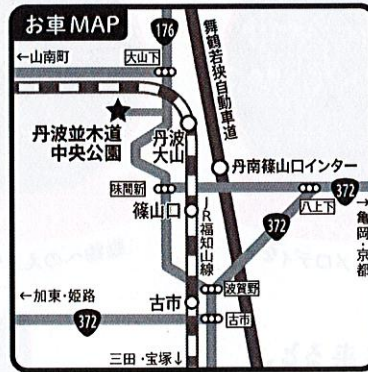 お車MAP
176
舞鶴若狭自動車道
←山南町
大山下
丹波並木道
中央公園
丹波
大山
丹南篠山口インター
味間新
372
篠山口
JR福知山線
372
八上下
→亀岡・京都
波賀野
←加東・姫路
古市
372
古市
三田・宝塚↓